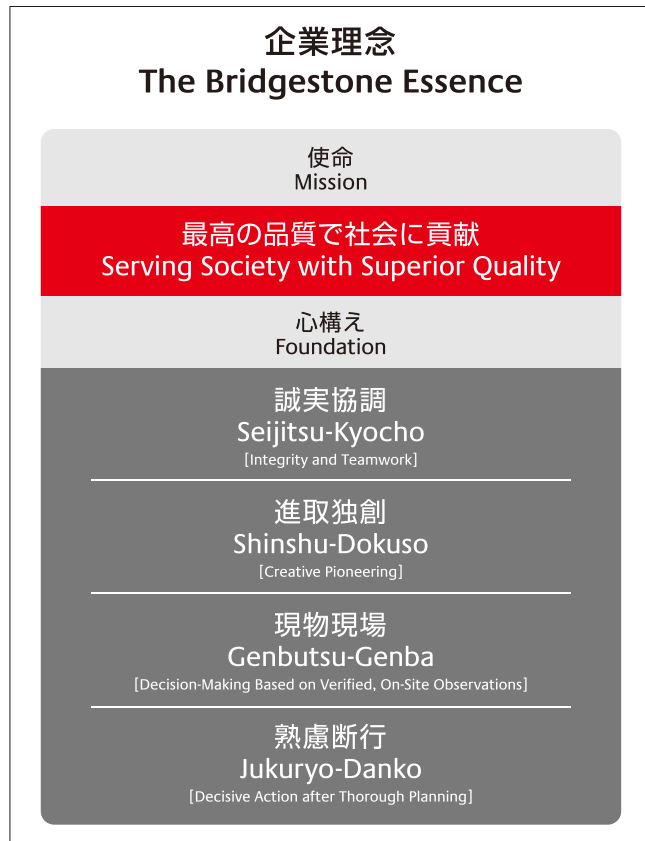 企業理念
The Bridgestone Essence
使命
Mission
最高の品質で社会に貢献
Serving Society with Superior Quality
心構え
Foundation
誠実協調
Seijitsu-Kyocho
[Integrity and Teamwork]
進取独創
Shinshu-Dokuso
[Creative Pioneering]
現物現場
Genbutsu-Genba
[Decision-Making Based on Verified, On-Site Observations]
熟慮断行
Jukuryo-Danko
[Decisive Action after Thorough Planning]